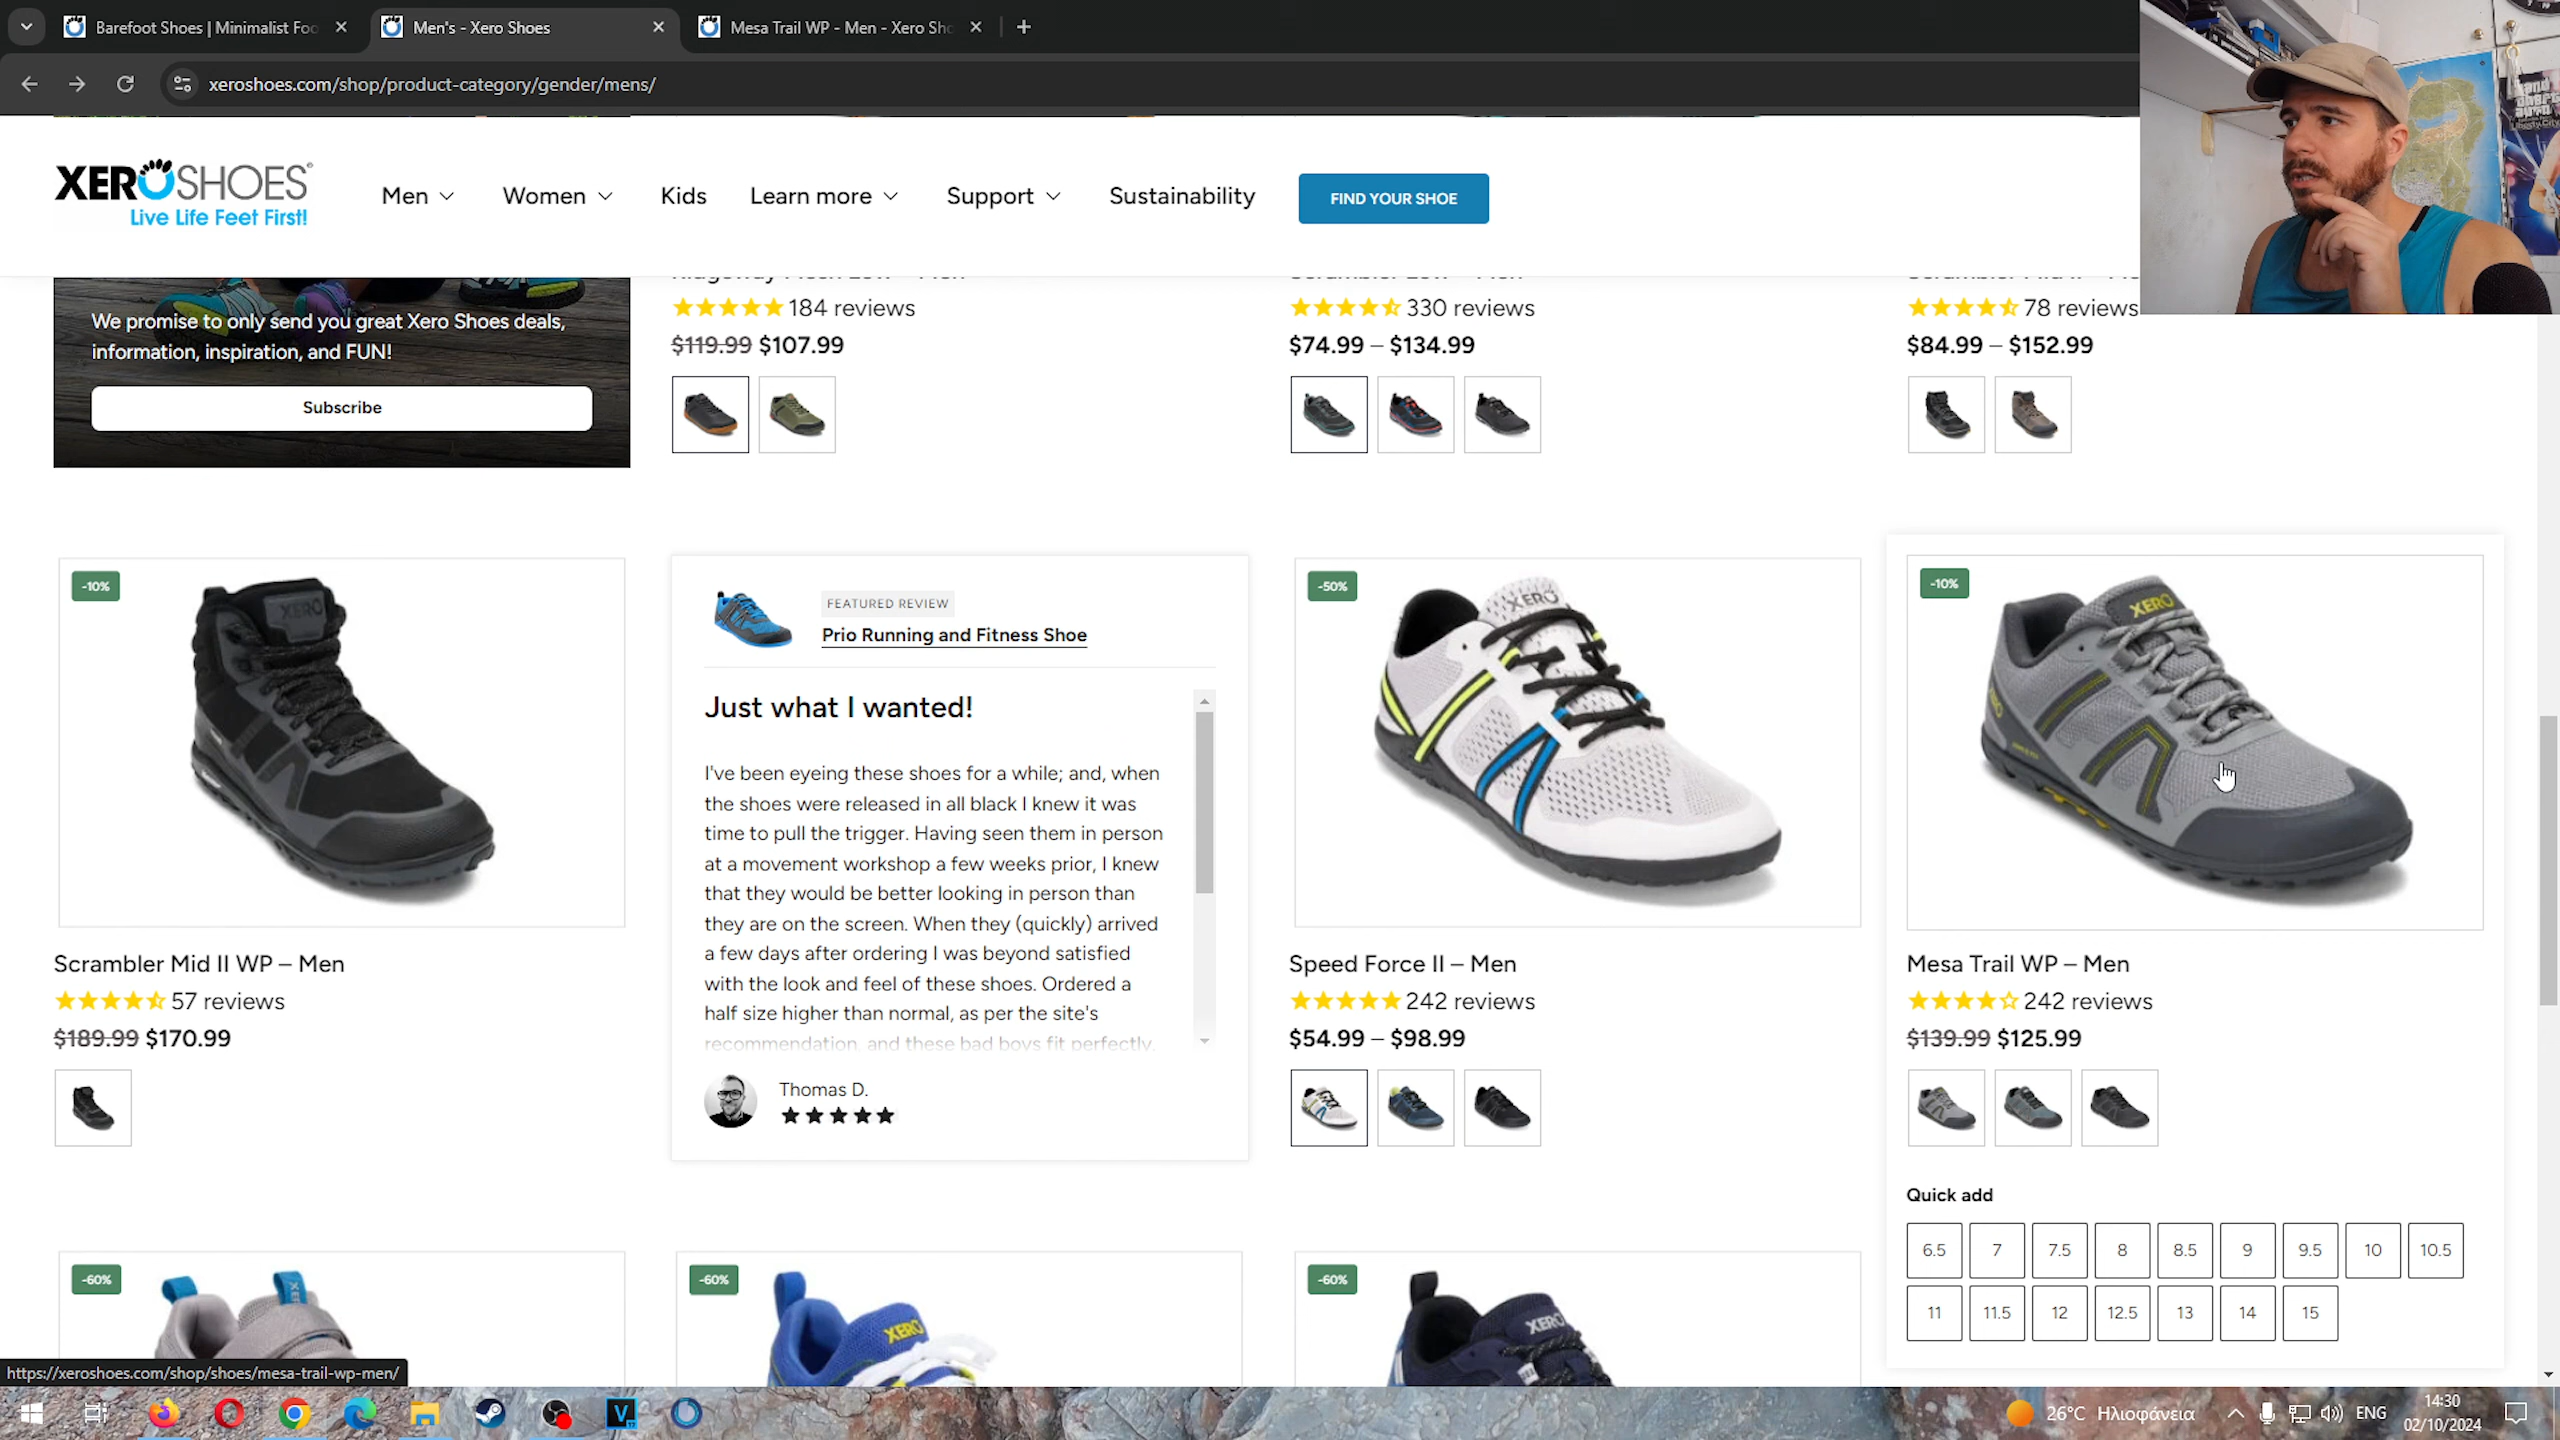 Barefoot Shoes | Minimalist Foo
Men's - Xero Shoes
Mesa Trail WP - Men - Xero Sho
xeroshoes.com/shop/product-category/gender/mens/
XEROSHOES®
Live Life Feet First!
Men
Women
Kids
Learn more
Support
Sustainability
FIND YOUR SHOE
We promise to only send you great Xero Shoes deals,
information, inspiration, and FUN!
Subscribe
184 reviews
$119.99 $107.99
330 reviews
$74.99 – $134.99
78 reviews
$84.99 – $152.99
-10%
Scrambler Mid II WP – Men
57 reviews
$189.99 $170.99
FEATURED REVIEW
Prio Running and Fitness Shoe
Just what I wanted!
I've been eyeing these shoes for a while; and, when
the shoes were released in all black I knew it was
time to pull the trigger. Having seen them in person
at a movement workshop a few weeks prior, I knew
that they would be better looking in person than
they are on the screen. When they (quickly) arrived
a few days after ordering I was beyond satisfied
with the look and feel of these shoes. Ordered a
half size higher than normal, as per the site's
recommendation, and these bad boys fit perfectly.
Thomas D.
-50%
XERO
Speed Force II – Men
242 reviews
$54.99 – $98.99
-10%
XERO
Mesa Trail WP – Men
242 reviews
$139.99 $125.99
Quick add
6.5 7 7.5 8 8.5 9 9.5 10 10.5
11 11.5 12 12.5 13 14 15
-60%
-60%
XERO
-60%
XERO
https://xeroshoes.com/shop/shoes/mesa-trail-wp-men/
26°C Ηλιοφάνεια
ENG
14:30
02/10/2024